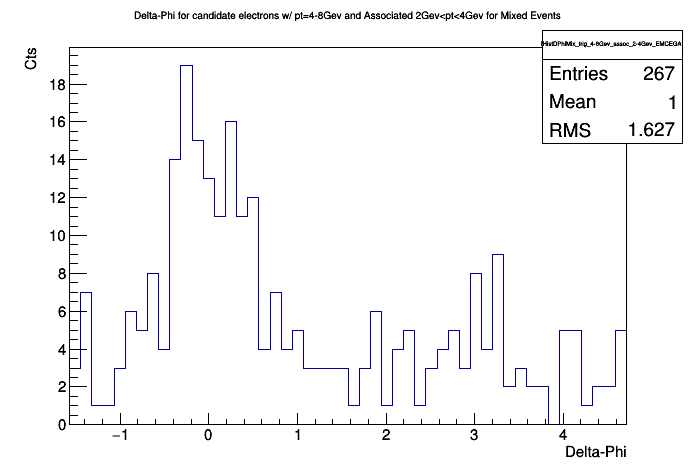 Delta-Phi for candidate electrons w/ pt=4-8Gev and Associated 2Gev<pt<4Gev for Mixed Events
Cts
HistDPhiMix_trig_4-8Gev_assoc_2-4Gev_EMCEGA
Entries 267
Mean 1
RMS 1.627
18
16
14
12
10
8
6
4
2
0
−1 0 1 2 3 4
Delta-Phi